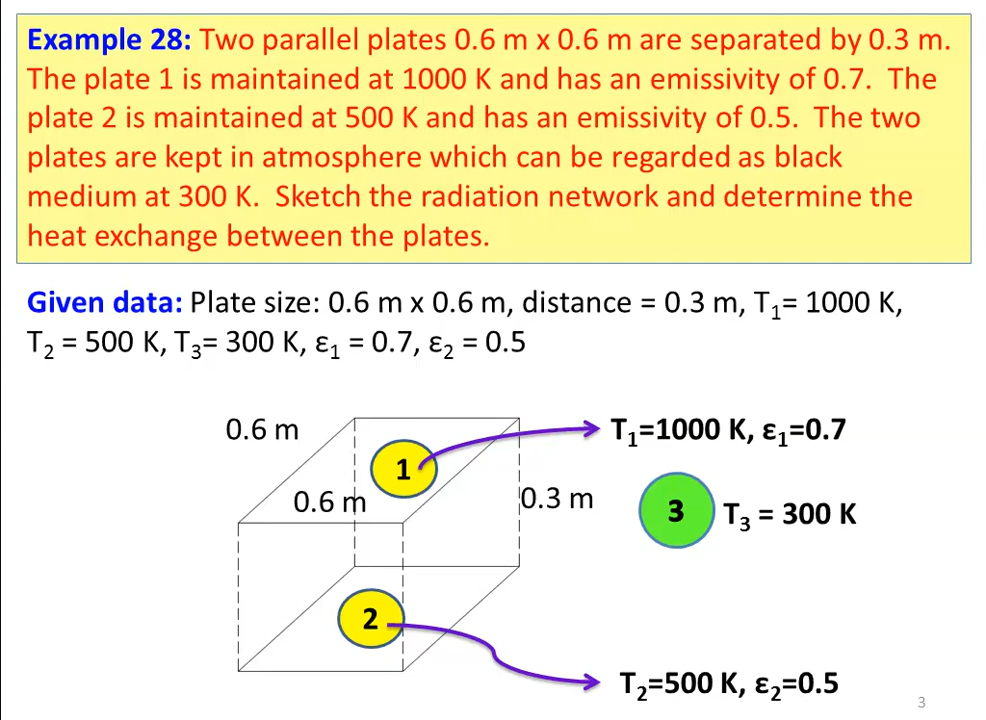 Example 28: Two parallel plates 0.6 m x 0.6 m are separated by 0.3 m.
The plate 1 is maintained at 1000 K and has an emissivity of 0.7.  The
plate 2 is maintained at 500 K and has an emissivity of 0.5.  The two
plates are kept in atmosphere which can be regarded as black
medium at 300 K.  Sketch the radiation network and determine the
heat exchange between the plates.
Given data: Plate size: 0.6 m x 0.6 m, distance = 0.3 m, T₁= 1000 K,
T₂ = 500 K, T₃= 300 K, ε₁ = 0.7, ε₂ = 0.5
0.6 m
T₁=1000 K, ε₁=0.7
1
0.6 m
0.3 m
3
T₃ = 300 K
2
T₂=500 K, ε₂=0.5
3